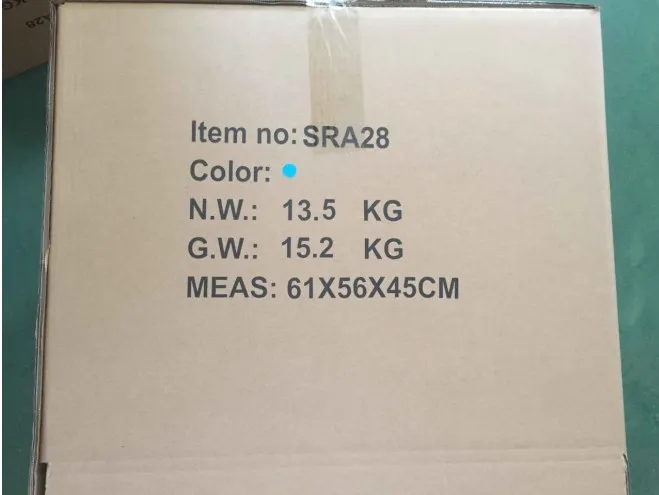 Item no: SRA28
Color:
N.W.: 13.5 KG
G.W.: 15.2 KG
MEAS: 61X56X45CM